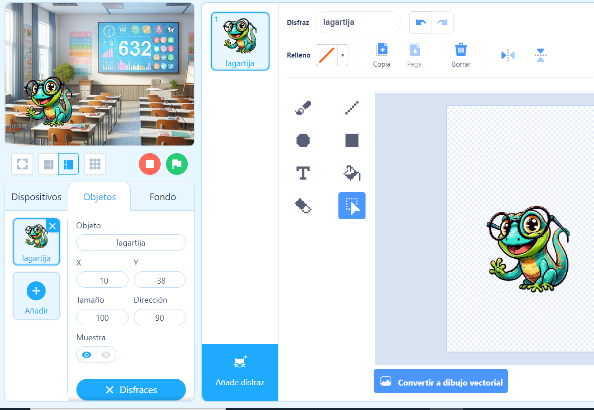 632
1
lagartija
Disfraz
lagartija
Relleno
Copia
Pega
Borrar
T
Dispositivos
Objetos
Fondo
lagartija
Añadir
Objeto
lagartija
X
Y
-10
-38
Tamaño
Dirección
100
90
Muestra
Disfraces
Añade disfraz
Convertir a dibujo vectorial